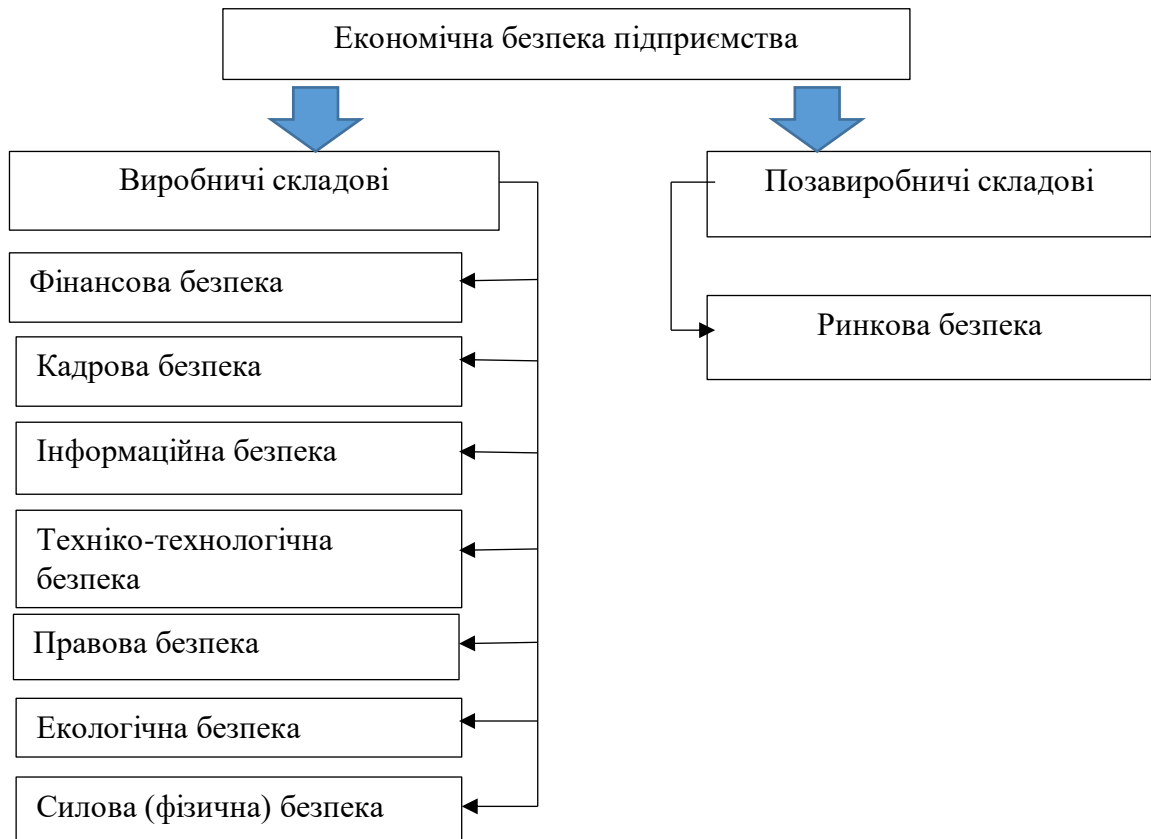 Економічна безпека підприємства
Виробничі складові
Позавиробничі складові
Фінансова безпека
Ринкова безпека
Кадрова безпека
Інформаційна безпека
Техніко-технологічна
безпека
Правова безпека
Екологічна безпека
Силова (фізична) безпека